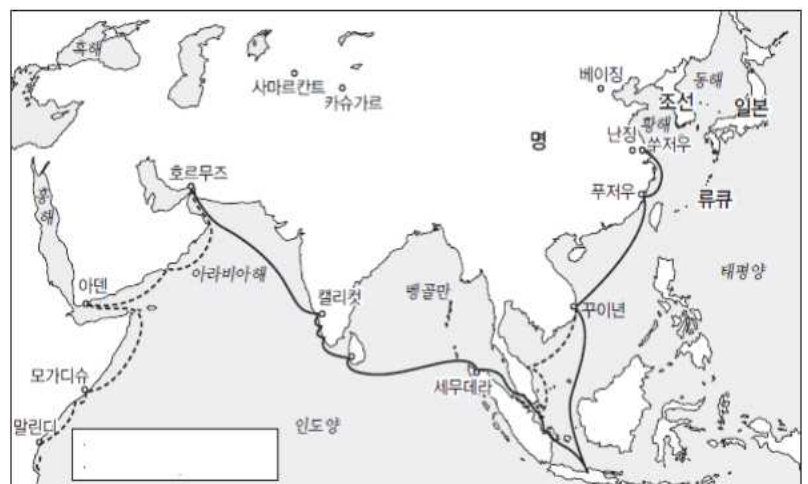 흑해
사마르칸트
카슈가르
베이징
동해
조선
일본
황해
난징
쑤저우
명
호르무즈
홍해
푸저우
류큐
아라비아해
아덴
캘리컷
벵골만
태평양
꾸이년
모가디슈
세무데라
말린디
인도양